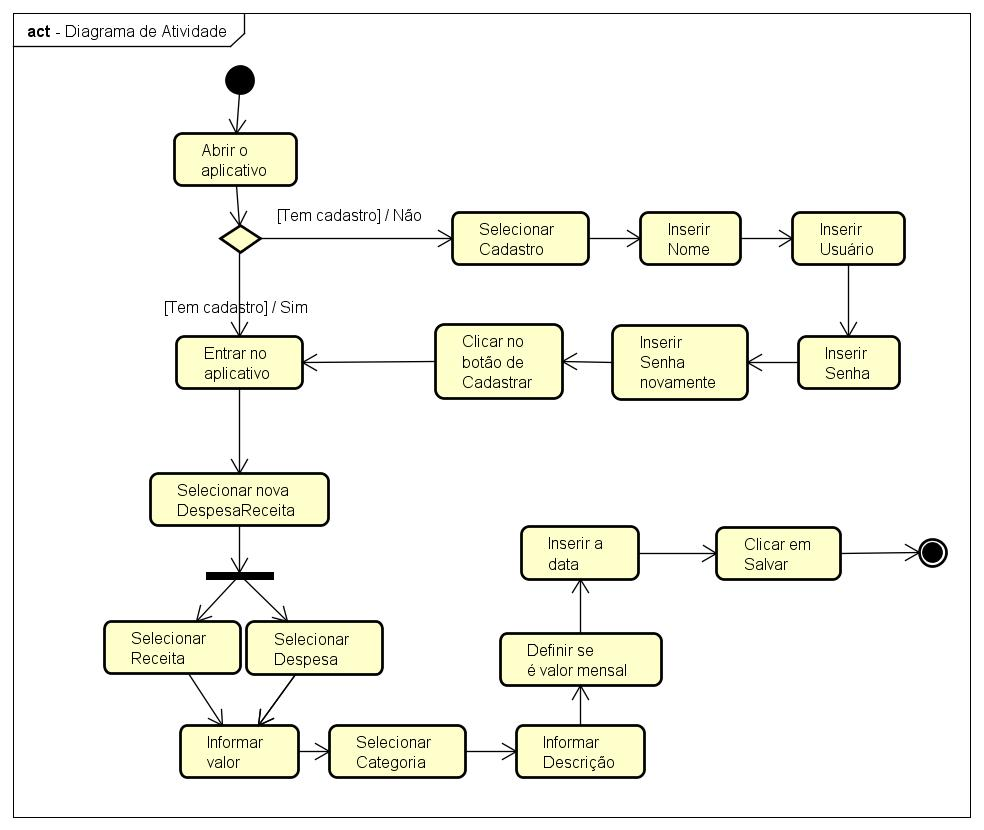 act - Diagrama de Atividade
Abrir o
aplicativo
[Tem cadastro] / Não
Selecionar
Cadastro
Inserir
Nome
Inserir
Usuário
[Tem cadastro] / Sim
Entrar no
aplicativo
Clicar no
botão de
Cadastrar
Inserir
Senha
novamente
Inserir
Senha
Selecionar nova
DespesaReceita
Inserir a
data
Clicar em
Salvar
Selecionar
Receita
Selecionar
Despesa
Definir se
é valor mensal
Informar
valor
Selecionar
Categoria
Informar
Descrição